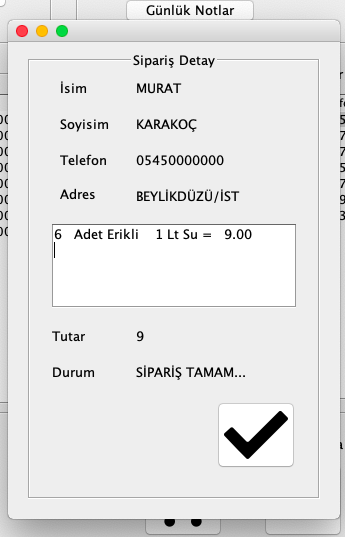 Günlük Notlar
Sipariş Detay
İsim MURAT
Soyisim KARAKOÇ
Telefon 05450000000
Adres BEYLİKDÜZÜ/İST
6 Adet Erikli 1 Lt Su = 9.00
Tutar 9
Durum SİPARİŞ TAMAM...